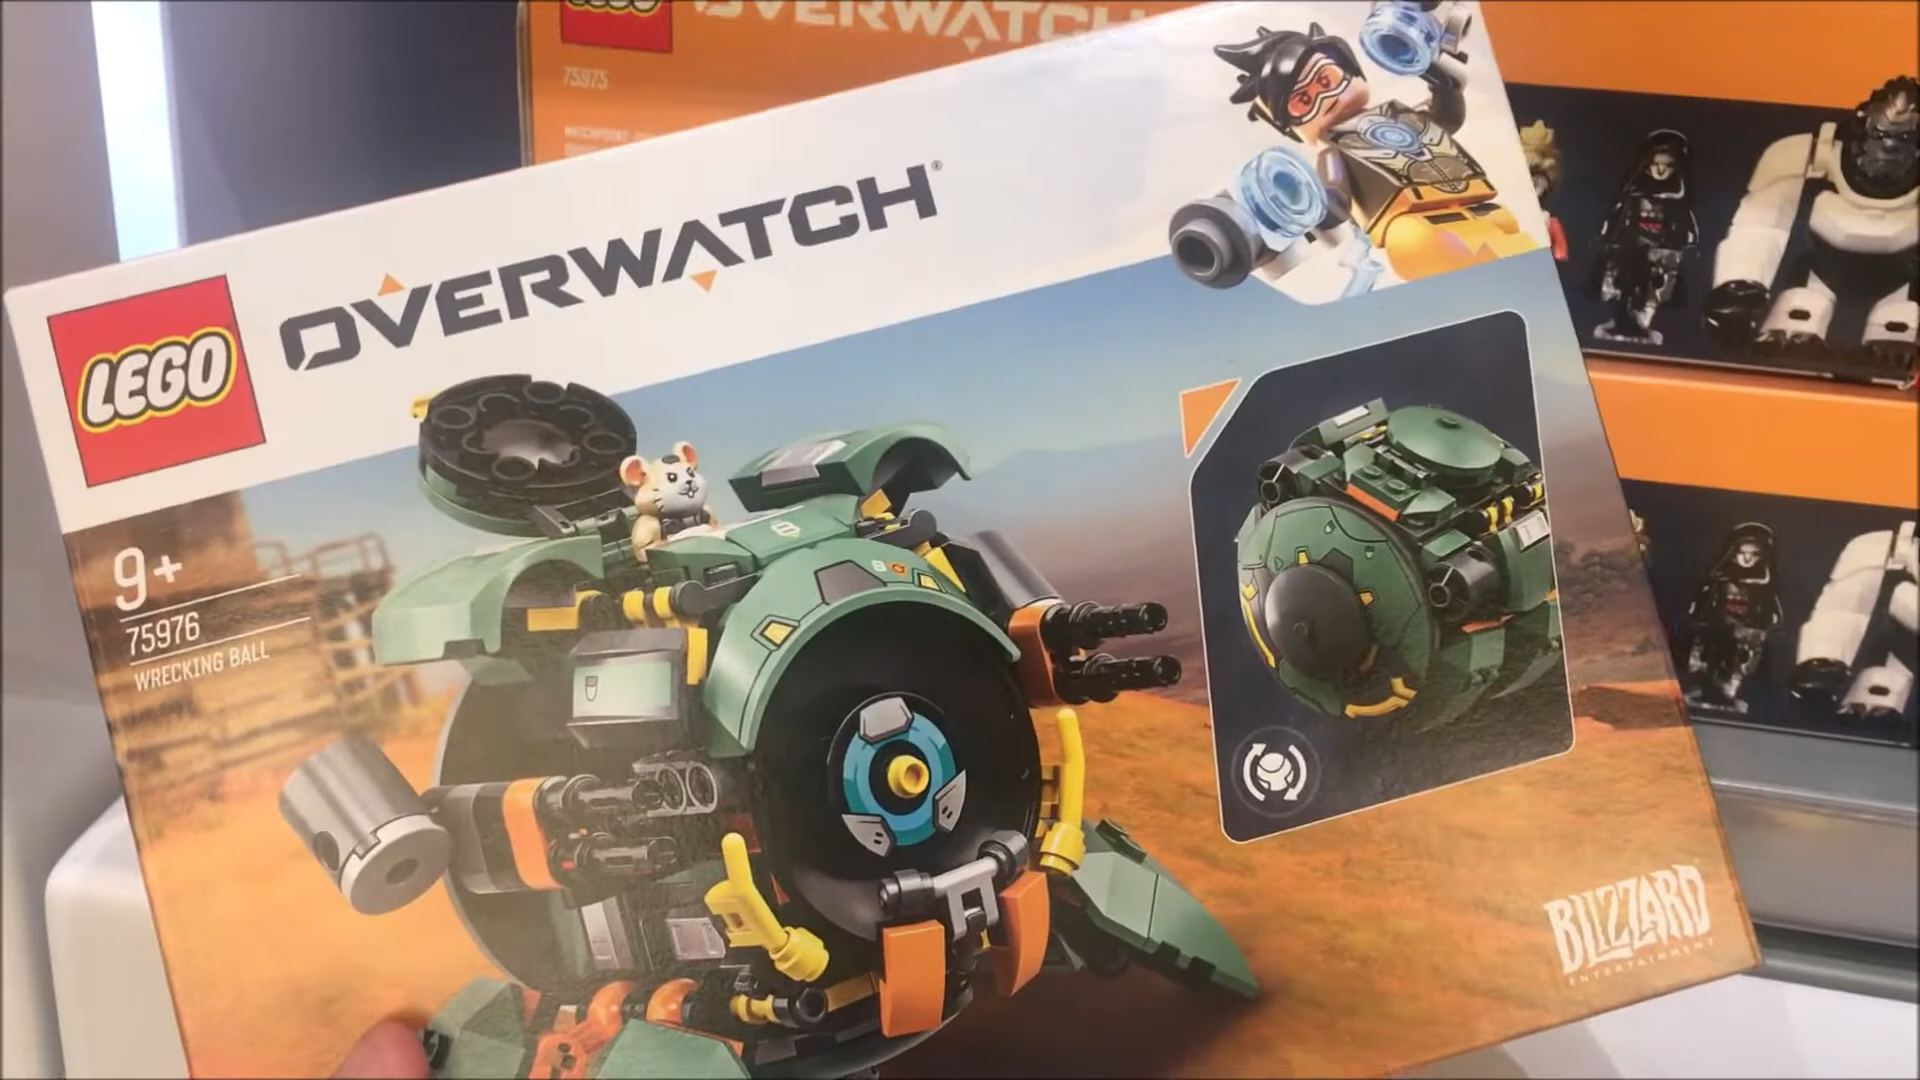 LEGO
OVERWATCH
75975
LEGO
OVERWATCH®
9+
75976
WRECKING BALL
BLIZZARD
ENTERTAINMENT